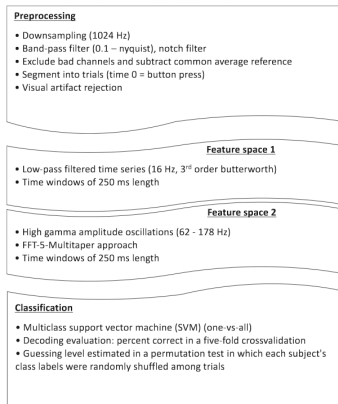 Preprocessing
• Downsampling (1024 Hz)
• Band-pass filter (0.1 – nyquist), notch filter
• Exclude bad channels and subtract common average reference
• Segment into trials (time 0 = button press)
• Visual artifact rejection
Feature space 1
• Low-pass filtered time series (16 Hz, 3rd order butterworth)
• Time windows of 250 ms length
Feature space 2
• High gamma amplitude oscillations (62 - 178 Hz)
• FFT-5-Multitaper approach
• Time windows of 250 ms length
Classification
• Multiclass support vector machine (SVM) (one-vs-all)
• Decoding evaluation: percent correct in a five-fold crossvalidation
• Guessing level estimated in a permutation test in which each subject's
class labels were randomly shuffled among trials